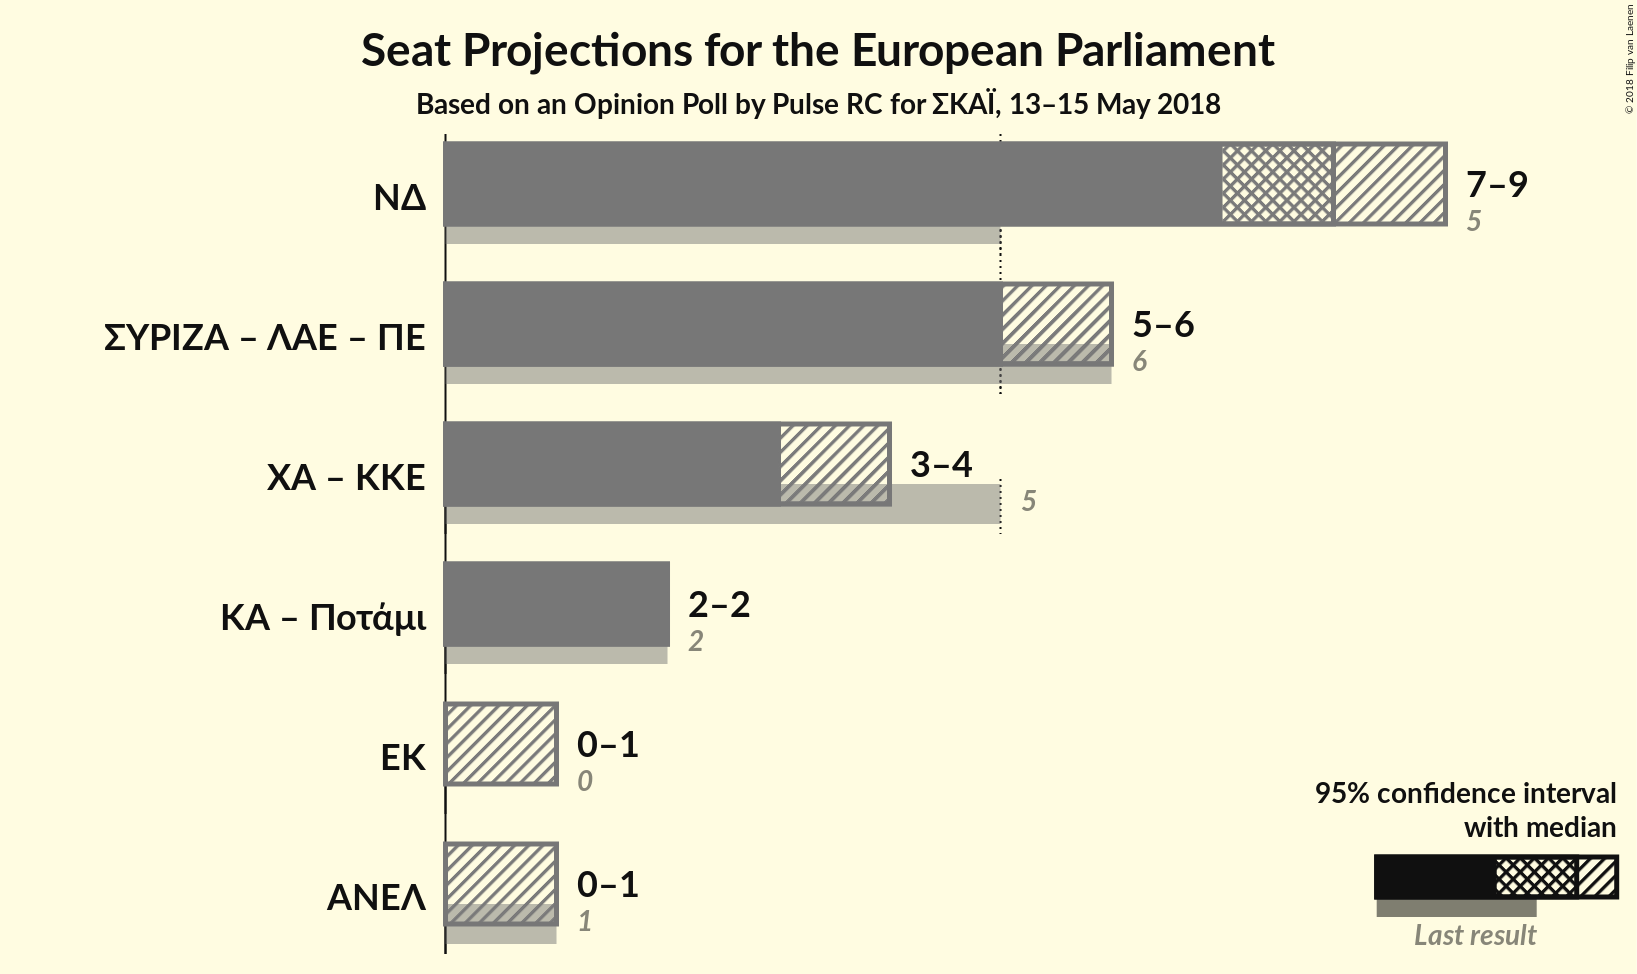 Seat Projections for the European Parliament
Based on an Opinion Poll by Pulse RC for ΣΚΑΪ, 13–15 May 2018
© 2018 Filip van Laenen
ΝΔ
7–9
5
ΣΥΡΙΖΑ – ΛΑΕ – ΠΕ
5–6
6
ΧΑ – ΚΚΕ
3–4
5
ΚΑ – Ποτάμι
2–2
2
ΕΚ
0–1
0
ΑΝΕΛ
0–1
1
95% confidence interval
with median
Last result